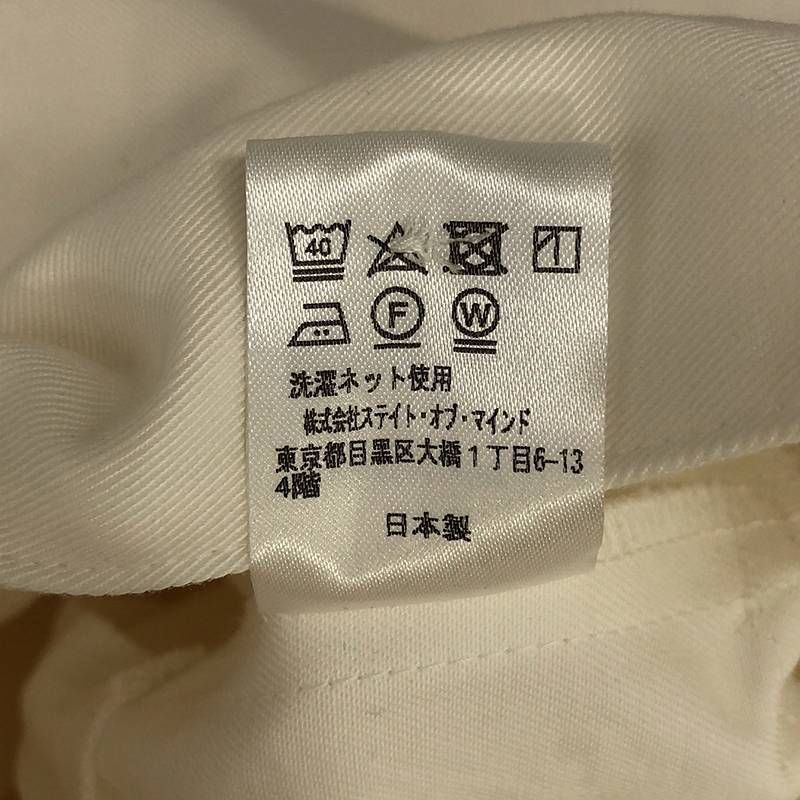 40
F W
洗濯ネット使用
株式会社ステイト・オブ・マインド
東京都目黒区大橋1丁目6-13
4階
日本製